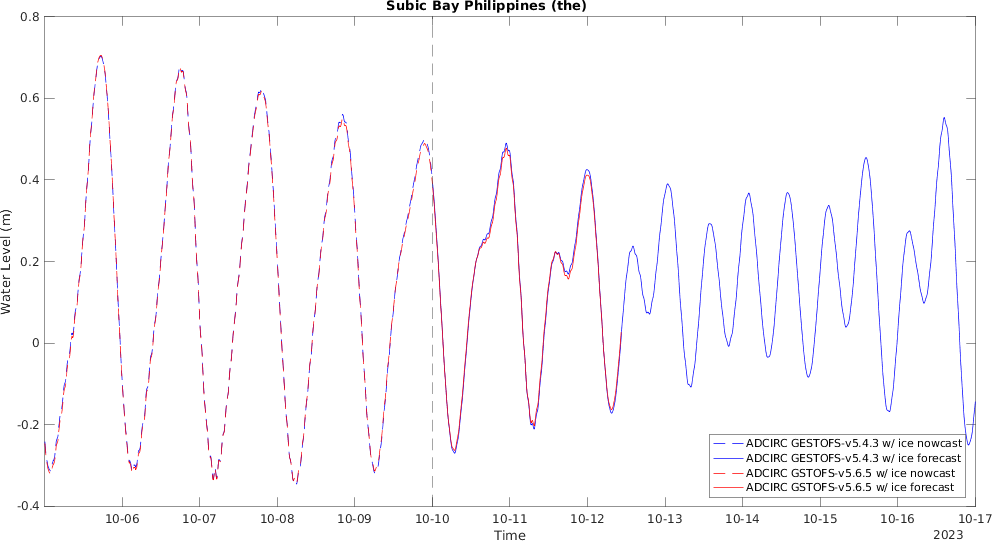 Subic Bay Philippines (the)
0.8
0.6
0.4
0.2
0
-0.2
-0.4
Water Level (m)
10-06 10-07 10-08 10-09 10-10 10-11 10-12 10-13 10-14 10-15 10-16 10-17
Time
2023
ADCIRC GESTOFS-v5.4.3 w/ ice nowcast
ADCIRC GESTOFS-v5.4.3 w/ ice forecast
ADCIRC GSTOFS-v5.6.5 w/ ice nowcast
ADCIRC GSTOFS-v5.6.5 w/ ice forecast